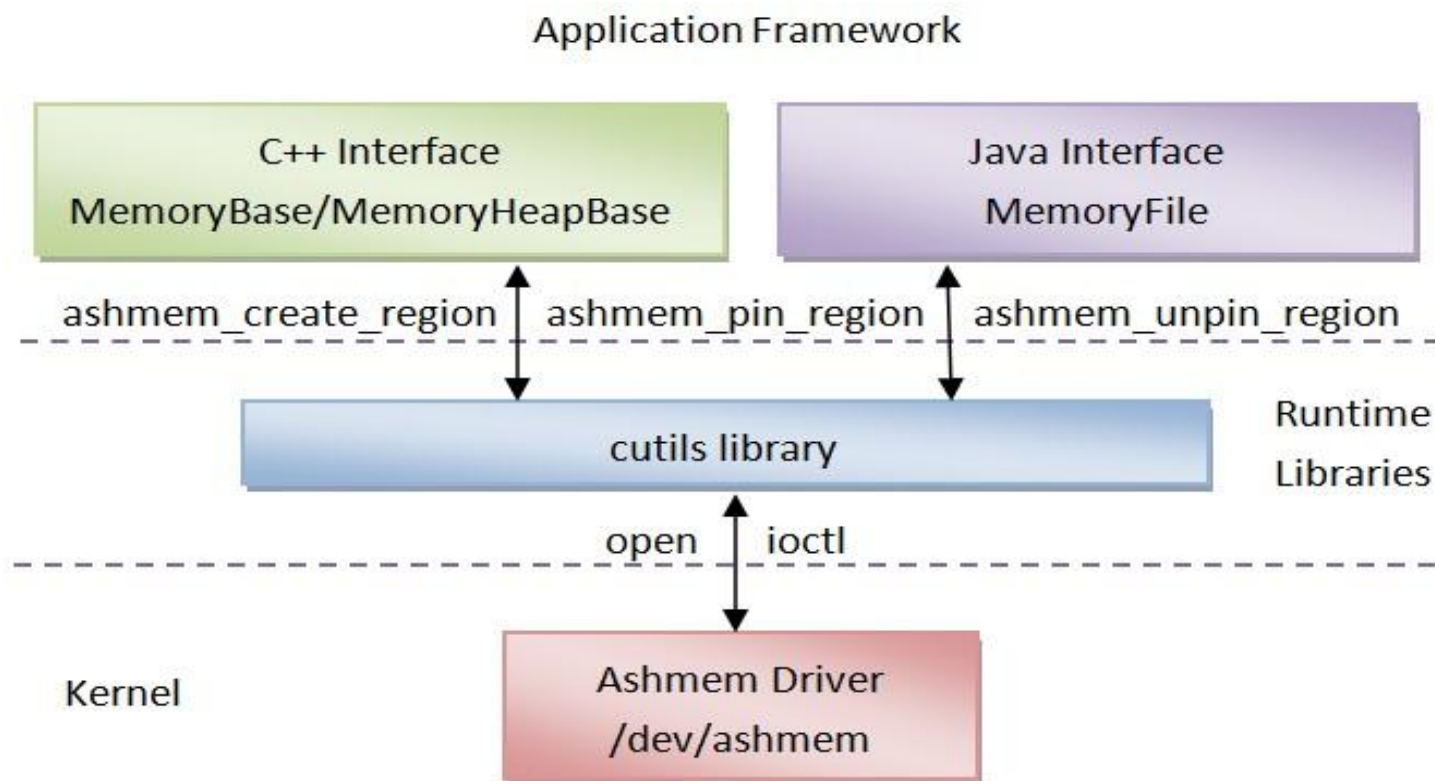 Application Framework
C++ Interface
MemoryBase/MemoryHeapBase
Java Interface
MemoryFile
ashmem_create_region
ashmem_pin_region
ashmem_unpin_region
cutils library
Runtime
Libraries
open
ioctl
Kernel
Ashmem Driver
/dev/ashmem